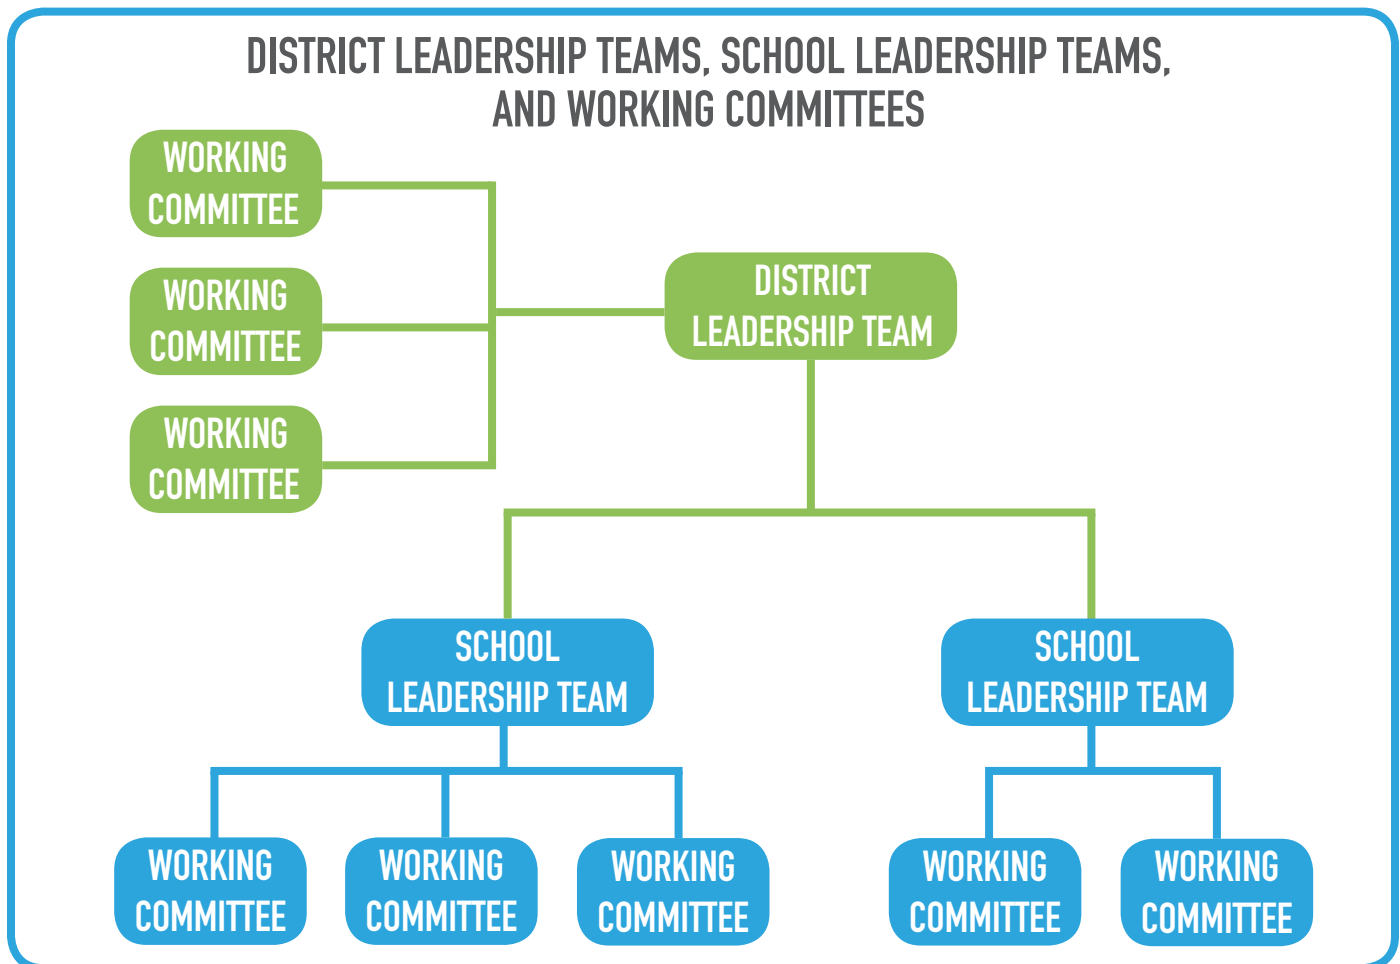 DISTRICT LEADERSHIP TEAMS, SCHOOL LEADERSHIP TEAMS,
AND WORKING COMMITTEES
WORKING
COMMITTEE
WORKING
COMMITTEE
WORKING
COMMITTEE
DISTRICT
LEADERSHIP TEAM
SCHOOL
LEADERSHIP TEAM
SCHOOL
LEADERSHIP TEAM
WORKING
COMMITTEE
WORKING
COMMITTEE
WORKING
COMMITTEE
WORKING
COMMITTEE
WORKING
COMMITTEE